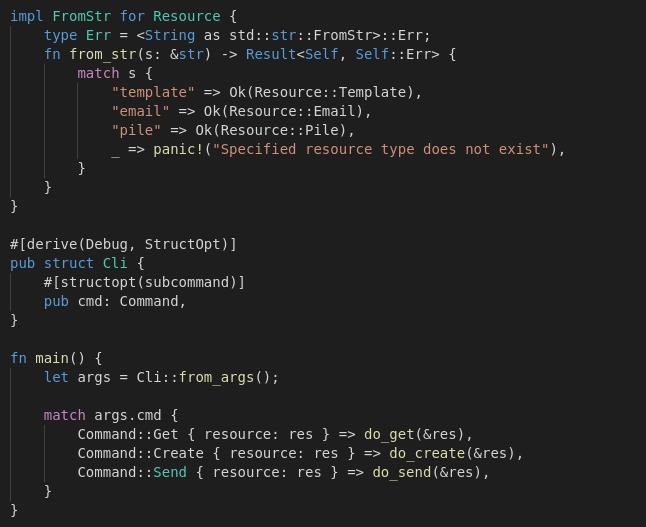 impl FromStr for Resource {
    type Err = <String as std::str::FromStr>::Err;
    fn from_str(s: &str) -> Result<Self, Self::Err> {
        match s {
            "template" => Ok(Resource::Template),
            "email" => Ok(Resource::Email),
            "pile" => Ok(Resource::Pile),
            _ => panic!("Specified resource type does not exist"),
        }
    }
}

#[derive(Debug, StructOpt)]
pub struct Cli {
    #[structopt(subcommand)]
    pub cmd: Command,
}

fn main() {
    let args = Cli::from_args();

    match args.cmd {
        Command::Get { resource: res } => do_get(&res),
        Command::Create { resource: res } => do_create(&res),
        Command::Send { resource: res } => do_send(&res),
    }
}